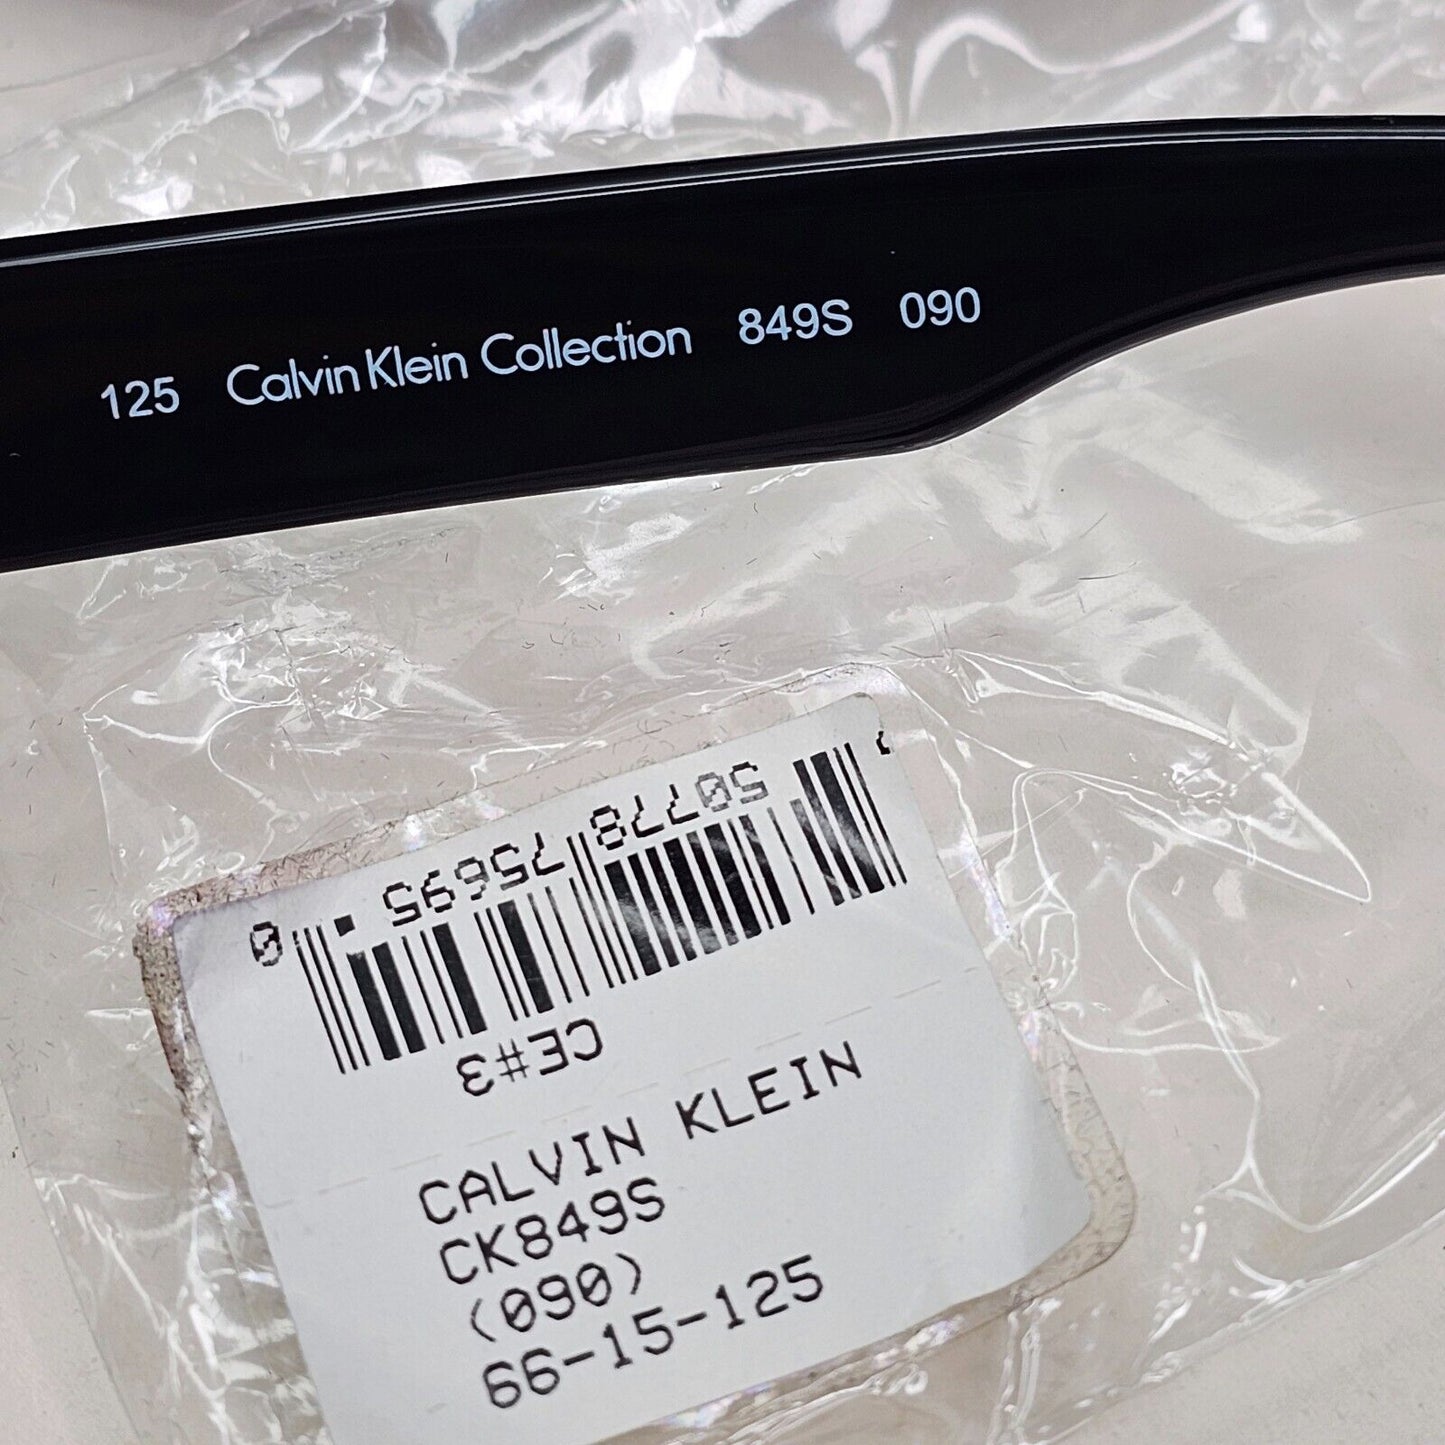 125 Calvin Klein Collection 849S 090
50778 75695 0
CE#3
CALVIN KLEIN
CK849S
(090)
66-15-125